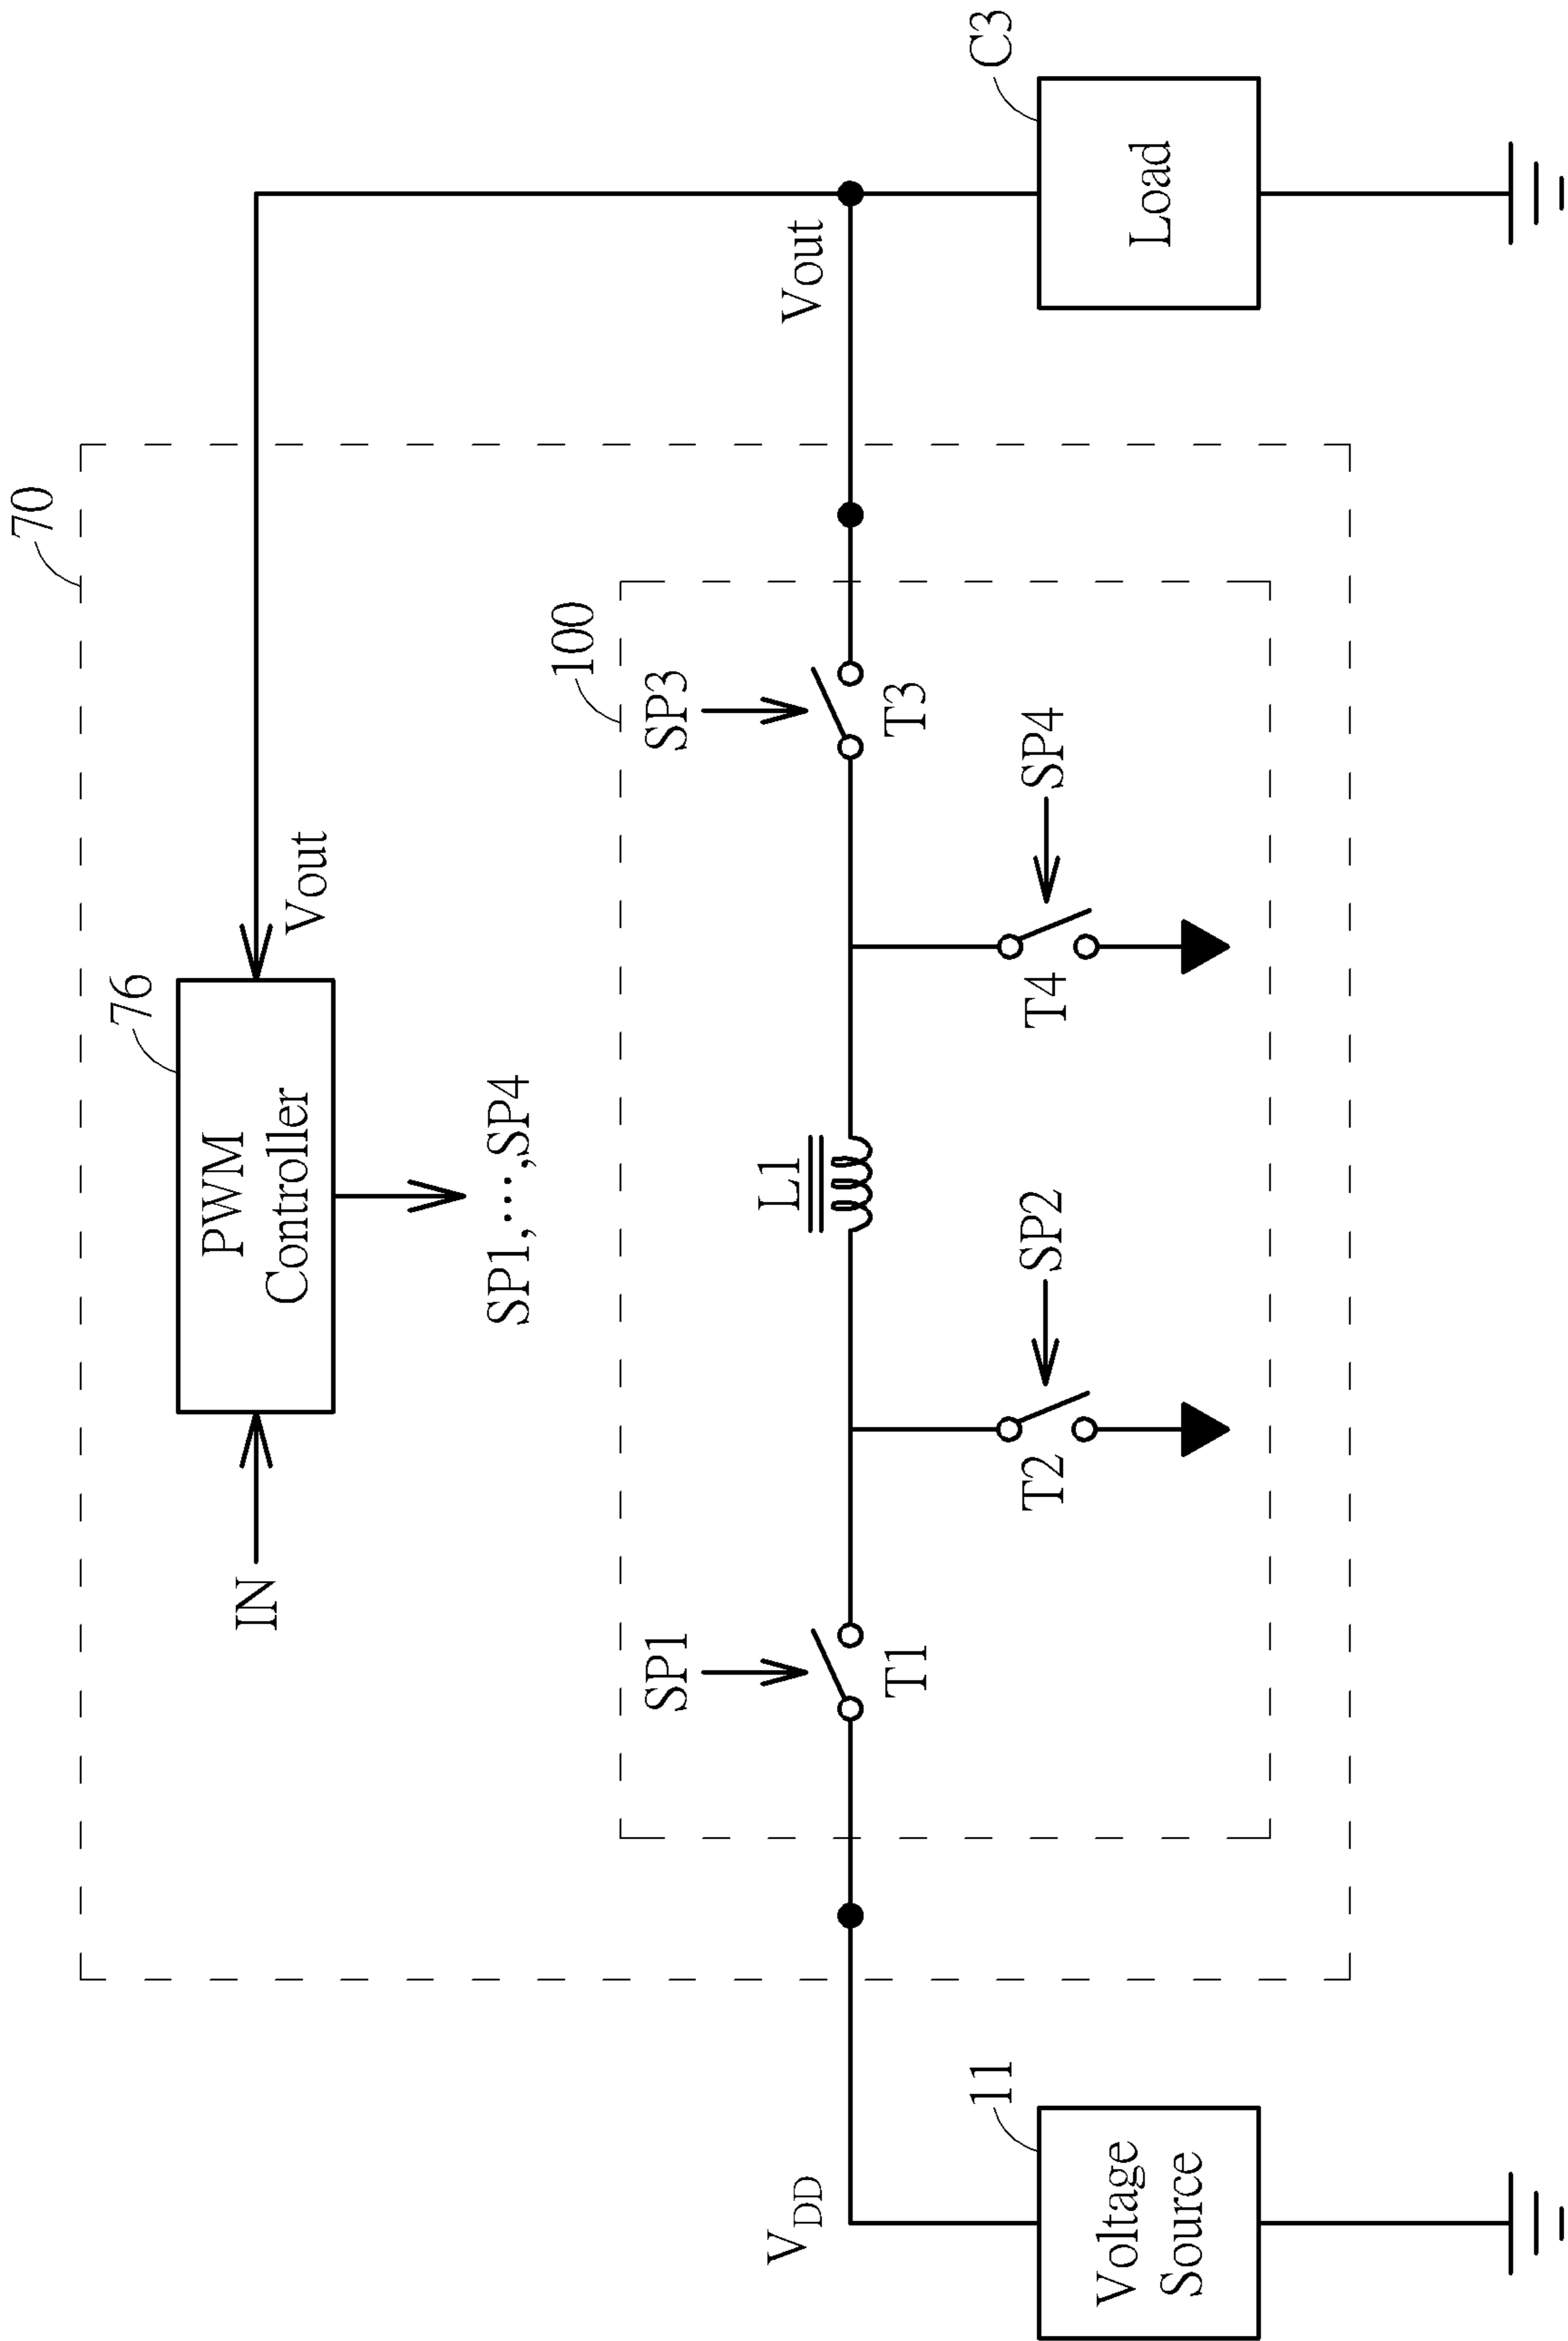 70
76
IN
PWM
Controller
Vout
SP1,⋯,SP4
100
SP1
SP3
VDD
L1
Vout
T1
T3
11
T2
SP2
T4
SP4
C3
Voltage
Source
Load